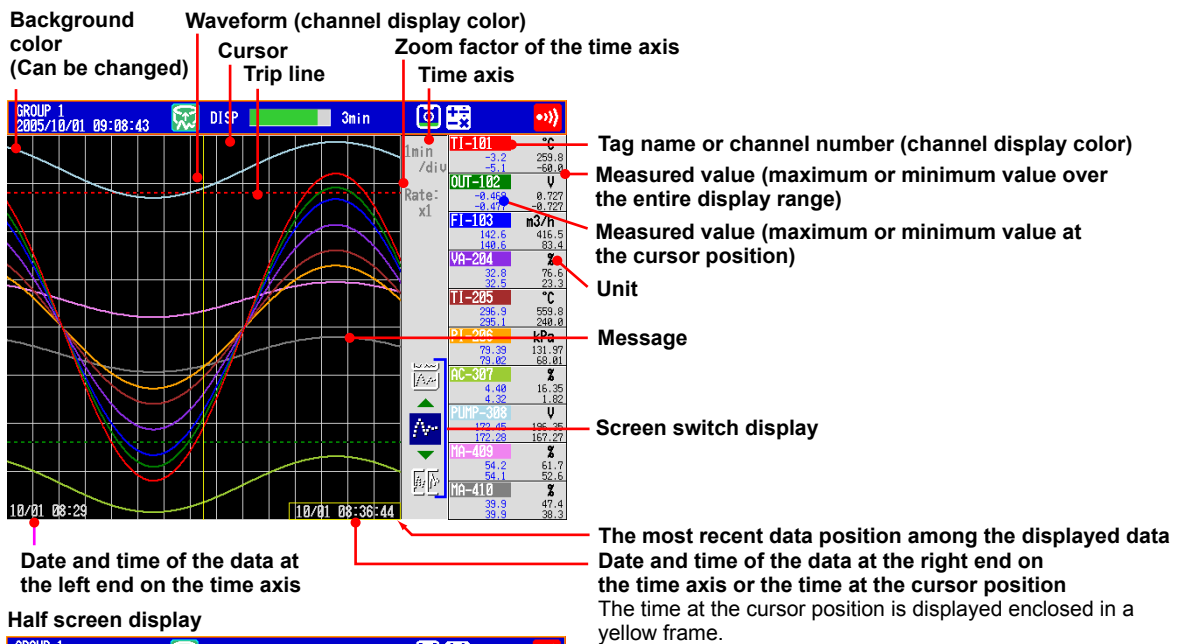 Background
color
(Can be changed)
Waveform (channel display color)
Cursor
Trip line
Zoom factor of the time axis
Time axis
GROUP 1
2005/10/01 09:08:43
DISP
3min
1min
/div
Rate:
x1
TI-101 °C
-3.2 259.8
-5.1 -60.0
OUT-102 V
-0.469 0.727
-0.477 -0.727
FI-103 m3/h
142.6 416.5
140.6 83.4
VA-204 %
32.8 76.6
32.5 23.3
TI-205 °C
296.9 559.8
295.1 240.0
PI-206 kPa
79.39 131.97
79.02 68.01
AC-307 %
4.40 16.35
4.32 1.82
PUMP-308 V
172.45 196.35
172.28 167.27
MA-409 %
54.2 61.7
54.1 52.6
MA-410 %
39.9 47.4
39.9 38.3
10/01 08:29
10/01 08:36:44
Tag name or channel number (channel display color)
Measured value (maximum or minimum value over
the entire display range)
Measured value (maximum or minimum value at
the cursor position)
Unit
Message
Screen switch display
The most recent data position among the displayed data
Date and time of the data at the right end on
the time axis or the time at the cursor position
The time at the cursor position is displayed enclosed in a
yellow frame.
Date and time of the data at
the left end on the time axis
Half screen display